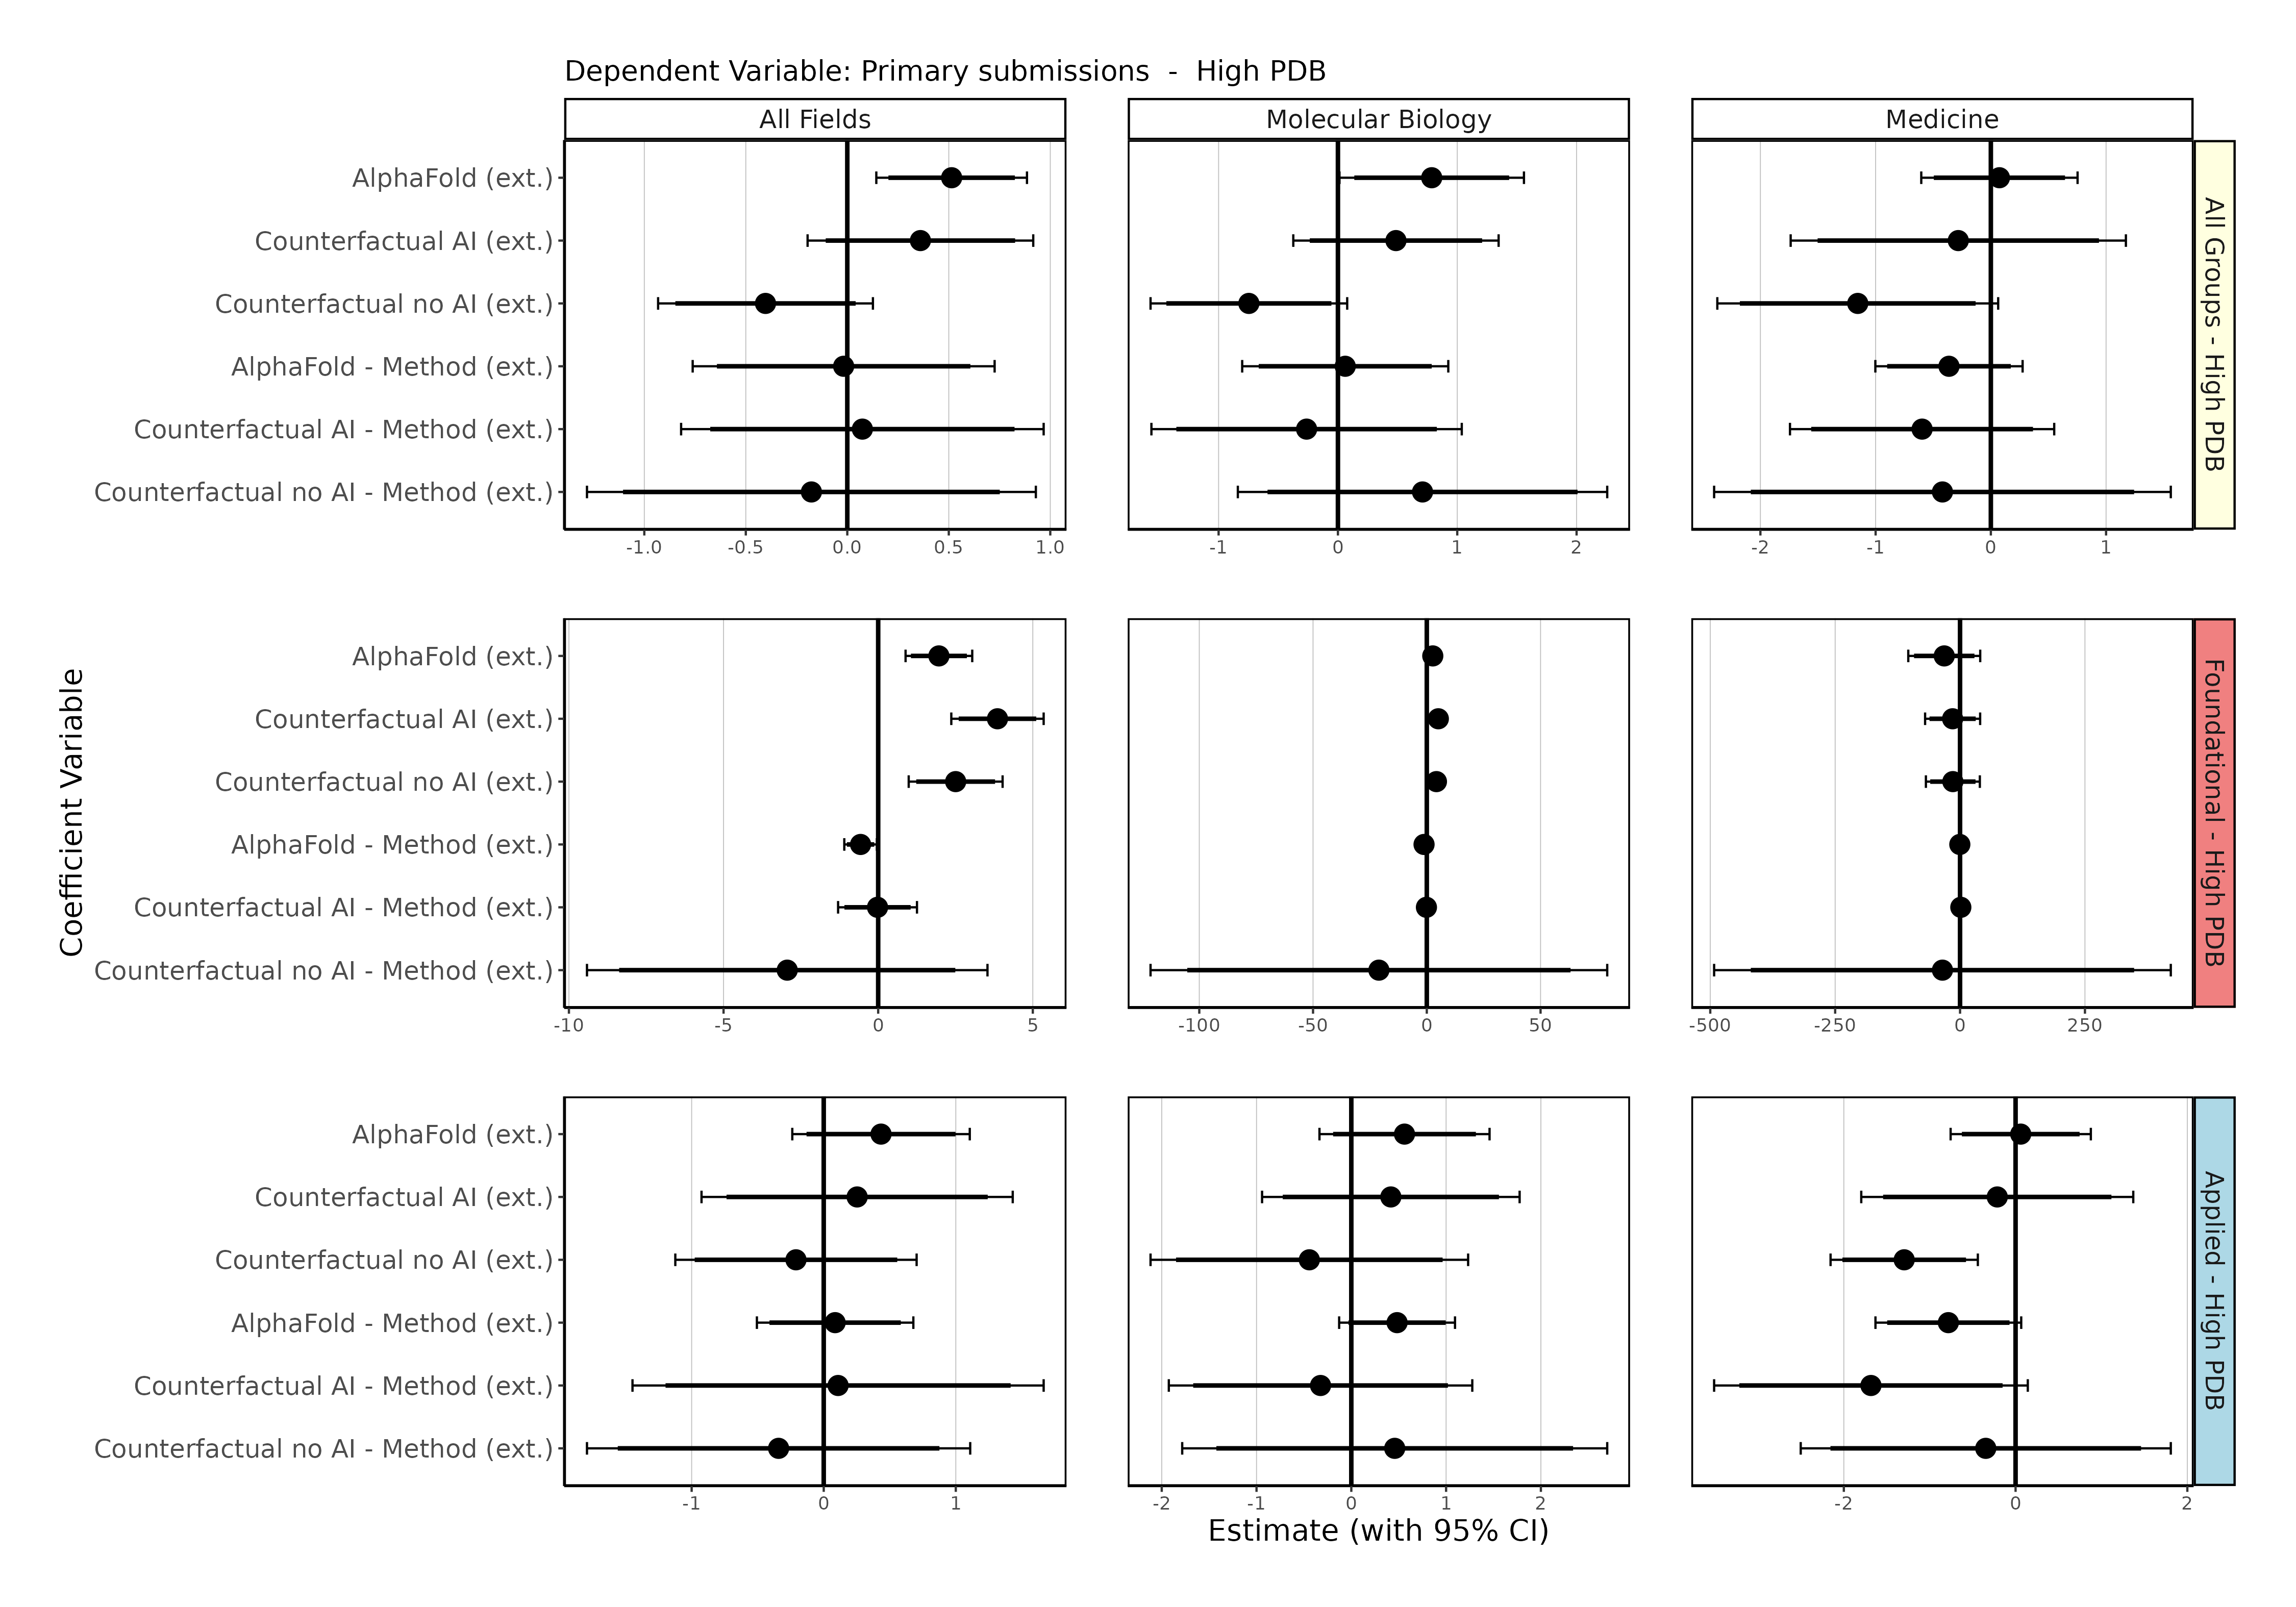 Dependent Variable: Primary submissions - High PDB
All Fields
Molecular Biology
Medicine
AlphaFold (ext.)
Counterfactual AI (ext.)
Counterfactual no AI (ext.)
AlphaFold - Method (ext.)
Counterfactual AI - Method (ext.)
Counterfactual no AI - Method (ext.)
-1.0 -0.5 0.0 0.5 1.0
-1 0 1 2
-2 -1 0 1
All Groups - High PDB
Coefficient Variable
AlphaFold (ext.)
Counterfactual AI (ext.)
Counterfactual no AI (ext.)
AlphaFold - Method (ext.)
Counterfactual AI - Method (ext.)
Counterfactual no AI - Method (ext.)
-10 -5 0 5
-100 -50 0 50
-500 -250 0 250
Foundational - High PDB
AlphaFold (ext.)
Counterfactual AI (ext.)
Counterfactual no AI (ext.)
AlphaFold - Method (ext.)
Counterfactual AI - Method (ext.)
Counterfactual no AI - Method (ext.)
-1 0 1
-2 -1 0 1 2
-2 0 2
Applied - High PDB
Estimate (with 95% CI)